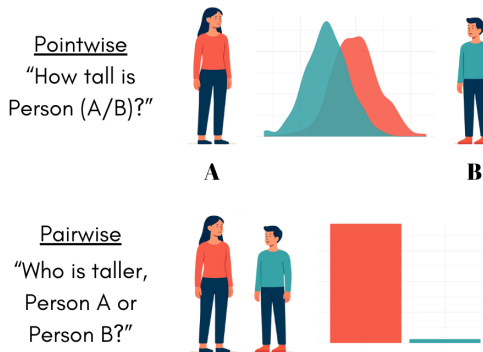 Pointwise
“How tall is
Person (A/B)?”
A
B
Pairwise
“Who is taller,
Person A or
Person B?”